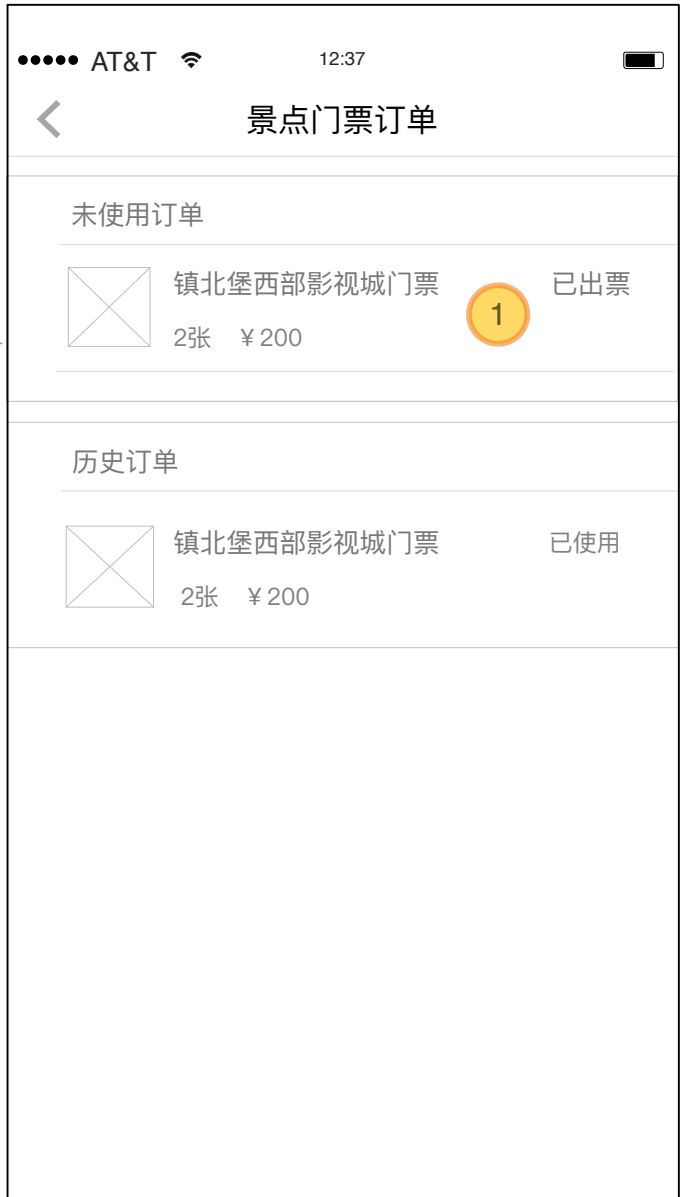 AT&T 12:37
景点门票订单
未使用订单
镇北堡西部影视城门票 1 已出票
2张 ¥200
历史订单
镇北堡西部影视城门票 已使用
2张 ¥200